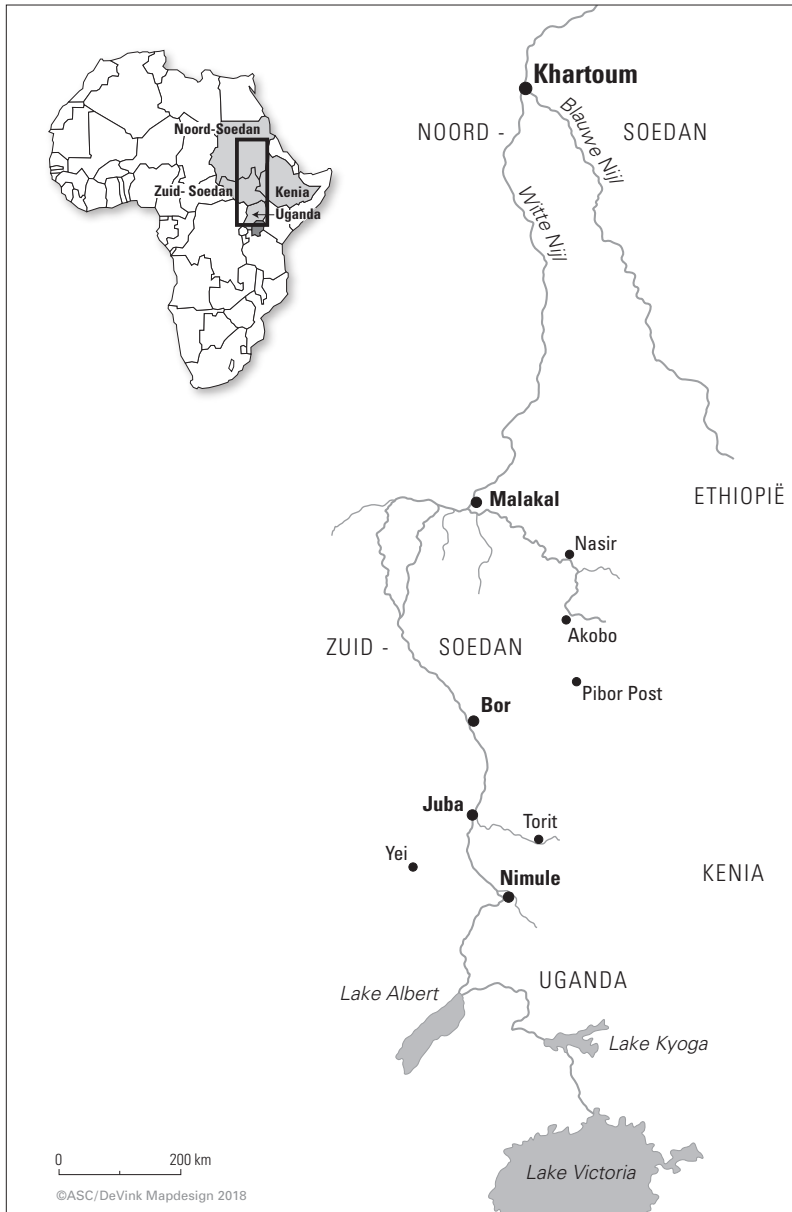 Khartoum
NOORD - SOEDAN
Blauwe Nijl
Witte Nijl
Noord-Soedan
Zuid- Soedan
Kenia
Uganda
Malakal
ETHIOPIË
Nasir
Akobo
ZUID - SOEDAN
Pibor Post
Bor
Juba
Torit
Yei
KENIA
Nimule
UGANDA
Lake Albert
Lake Kyoga
0 200 km
Lake Victoria
©ASC/DeVink Mapdesign 2018